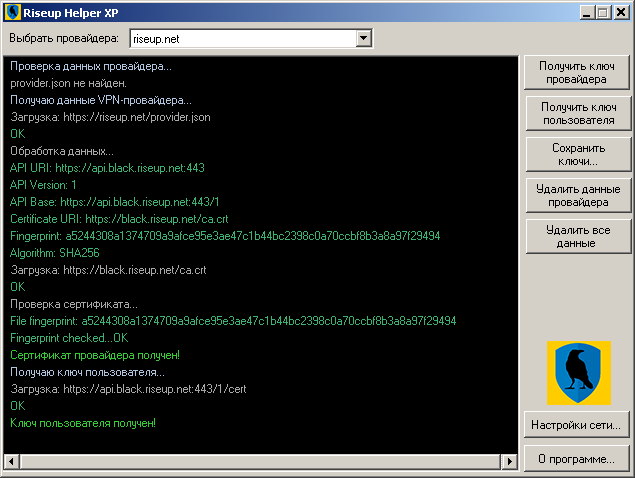 Riseup Helper XP
Выбрать провайдера: riseup.net
Проверка данных провайдера...
provider.json не найден.
Получаю данные VPN-провайдера...
Загрузка: https://riseup.net/provider.json
OK
Обработка данных...
API URI: https://api.black.riseup.net:443
API Version: 1
API Base: https://api.black.riseup.net:443/1
Certificate URI: https://black.riseup.net/ca.crt
Fingerprint: a5244308a1374709a9afce95e3ae47c1b44bc2398c0a70ccbf8b3a8a97f29494
Algorithm: SHA256
Загрузка: https://black.riseup.net/ca.crt
OK
Проверка сертификата...
File fingerprint: a5244308a1374709a9afce95e3ae47c1b44bc2398c0a70ccbf8b3a8a97f29494
Fingerprint checked...OK
Сертификат провайдера получен!
Получаю ключ пользователя...
Загрузка: https://api.black.riseup.net:443/1/cert
OK
Ключ пользователя получен!
Получить ключ
провайдера
Получить ключ
пользователя
Сохранить
ключи...
Удалить данные
провайдера
Удалить все
данные
Настройки сети...
О программе...